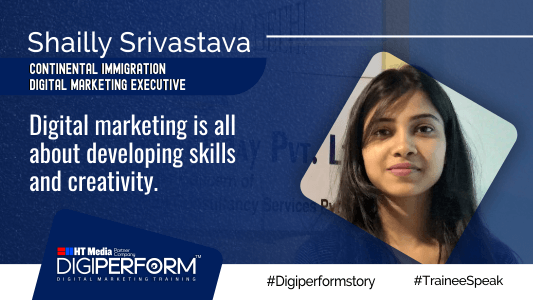 Shailly Srivastava
CONTINENTAL IMMIGRATION
DIGITAL MARKETING EXECUTIVE
Digital marketing is all
about developing skills
and creativity.
HT Media Partner Company
DIGIPERFORM™
DIGITAL MARKETING TRAINING
#Digiperformstory
#TraineeSpeak